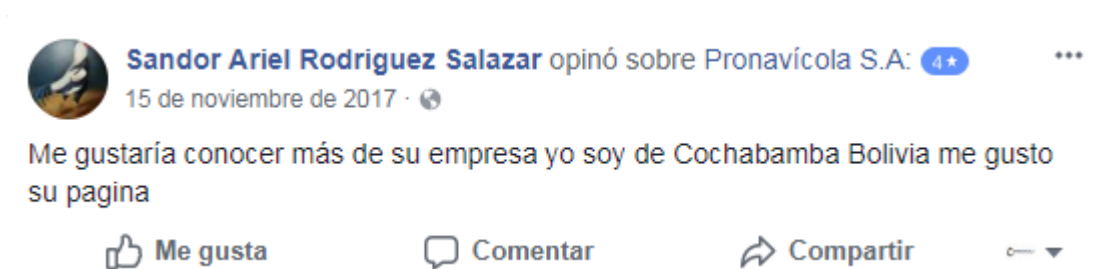 Sandor Ariel Rodriguez Salazar opinó sobre Pronavícola S.A: 4★
15 de noviembre de 2017 ·
Me gustaría conocer más de su empresa yo soy de Cochabamba Bolivia me gusto
su pagina
Me gusta Comentar Compartir